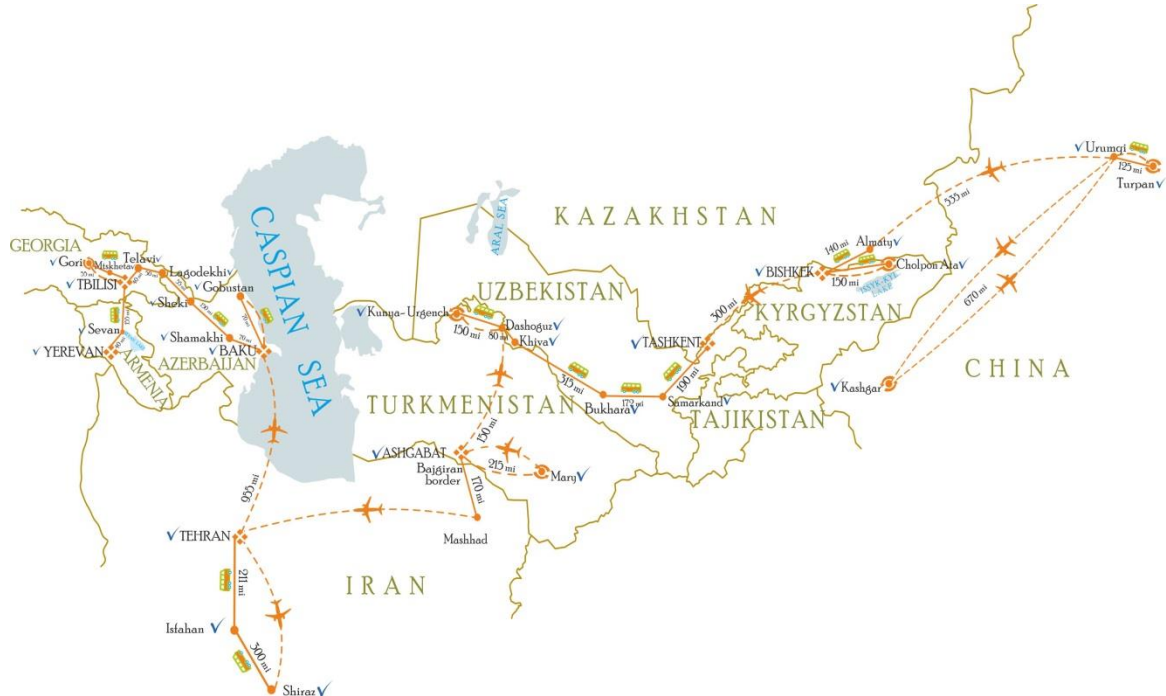 Urumqi
125 mi
Turpan
555 mi
KAZAKHSTAN
ARAL SEA
CASPIAN SEA
GEORGIA
Gori
Miskheta
Telavi
Lagodekhi
TBILISI
Gobustan
Sheki
Sevan
Shamakhi
YEREVAN
ARMENIA
AZERBAIJAN
BAKU
Almaty
140 mi
Cholpon Ata
BISHKEK
150 mi
UZBEKISTAN
300 mi
KYRGYZSTAN
670 mi
Kunya-Urgench
150 mi
80 mi
Dashoguz
Khiva
TASHKENT
CHINA
315 mi
190 mi
Kashgar
172 mi
Bukhara
Samarkand
TURKMENISTAN
TAJIKISTAN
150 mi
ASHGABAT
Bajgiran
border
215 mi
Mary
170 mi
955 mi
TEHRAN
Mashhad
211 mi
IRAN
Isfahan
300 mi
Shiraz